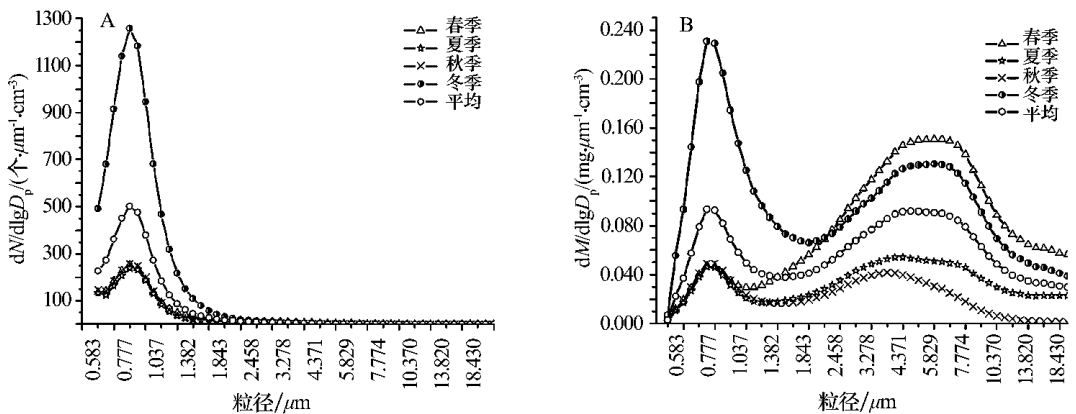 A
春季
夏季
秋季
冬季
平均
1300
1100
900
700
500
300
100
dN/dlgDp/(个·μm⁻¹·cm⁻³)
0.583
0.7777
1.037
1.382
1.843
2.458
3.278
4.371
5.829
7.774
10.370
13.820
18.430
粒径/μm
B
春季
夏季
秋季
冬季
平均
0.240
0.200
0.160
0.120
0.080
0.040
0.000
dM/dlgDp/(mg·μm⁻¹·cm⁻³)
0.583
0.777
1.037
1.382
1.843
2.458
3.278
4.371
5.829
7.774
10.370
13.820
18.430
粒径/μm